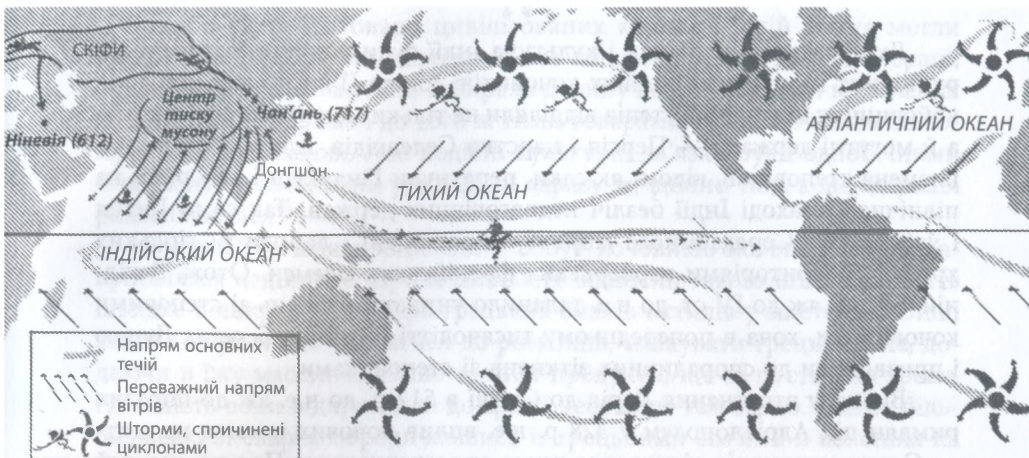 СКІФИ
Центр
тиску
мусону
Чан'ань (717)
Ніневія (612)
Донгшон
АТЛАНТИЧНИЙ ОКЕАН
ТИХИЙ ОКЕАН
ІНДІЙСЬКИЙ ОКЕАН
?
Напрям основних
течій
Переважний напрям
вітрів
Шторми, спричинені
циклонами